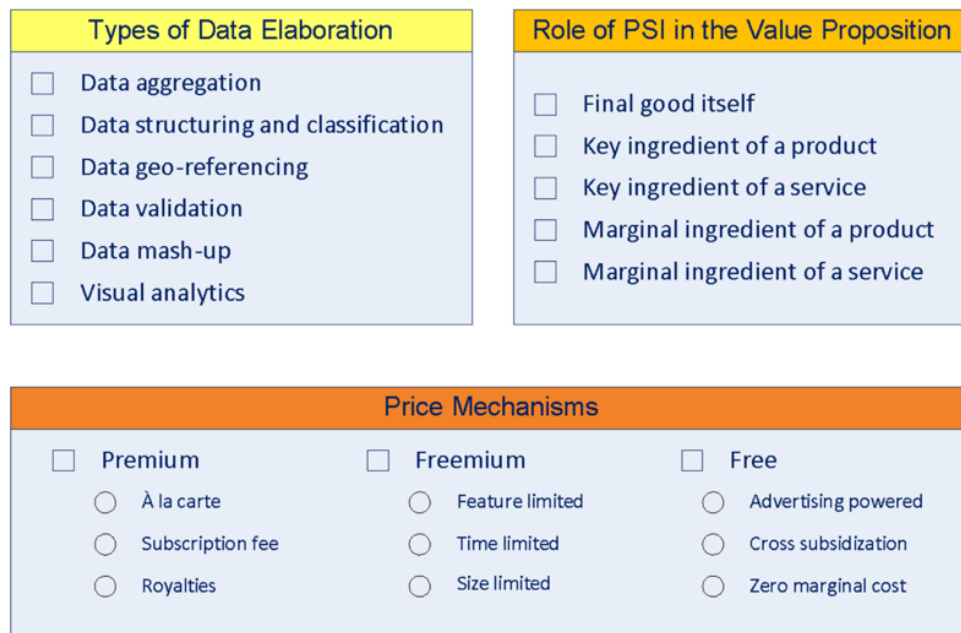 Types of Data Elaboration
Data aggregation
Data structuring and classification
Data geo-referencing
Data validation
Data mash-up
Visual analytics
Role of PSI in the Value Proposition
Final good itself
Key ingredient of a product
Key ingredient of a service
Marginal ingredient of a product
Marginal ingredient of a service
Price Mechanisms
Premium
À la carte
Subscription fee
Royalties
Freemium
Feature limited
Time limited
Size limited
Free
Advertising powered
Cross subsidization
Zero marginal cost